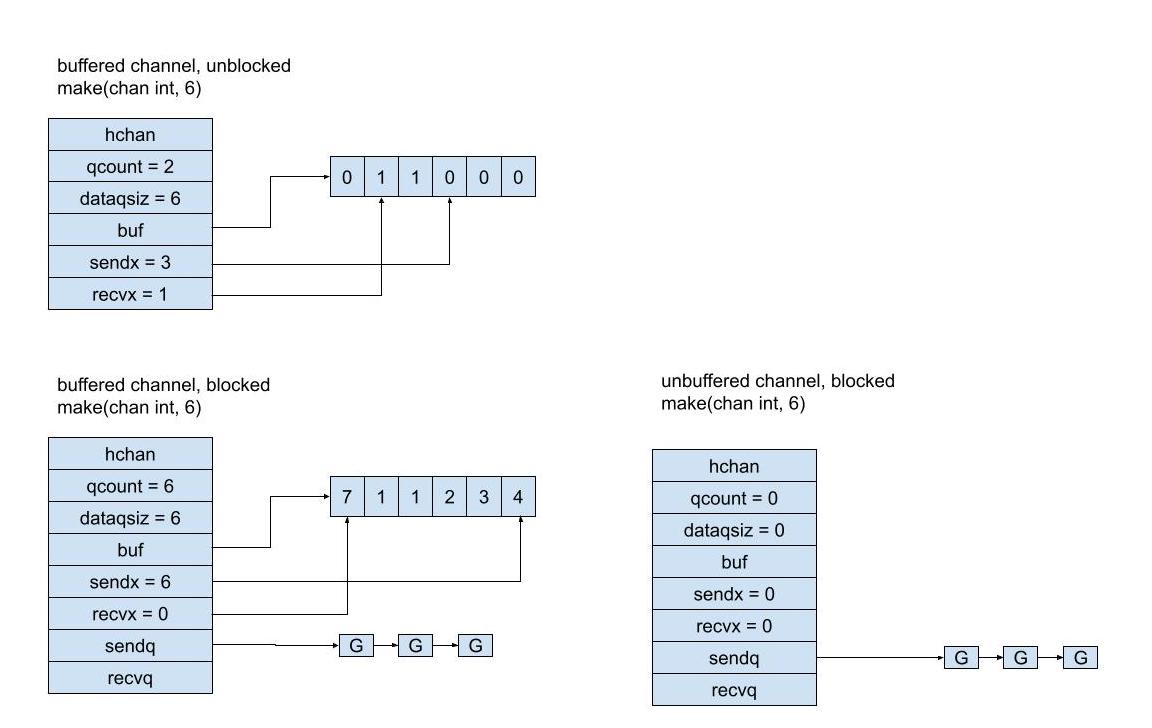 buffered channel, unblocked
make(chan int, 6)
hchan
qcount = 2
dataqsiz = 6
buf
sendx = 3
recvx = 1
0 1 1 0 0 0
buffered channel, blocked
make(chan int, 6)
hchan
qcount = 6
dataqsiz = 6
buf
sendx = 6
recvx = 0
sendq
recvq
7 1 1 2 3 4
G G G
unbuffered channel, blocked
make(chan int, 6)
hchan
qcount = 0
dataqsiz = 0
buf
sendx = 0
recvx = 0
sendq
recvq
G G G